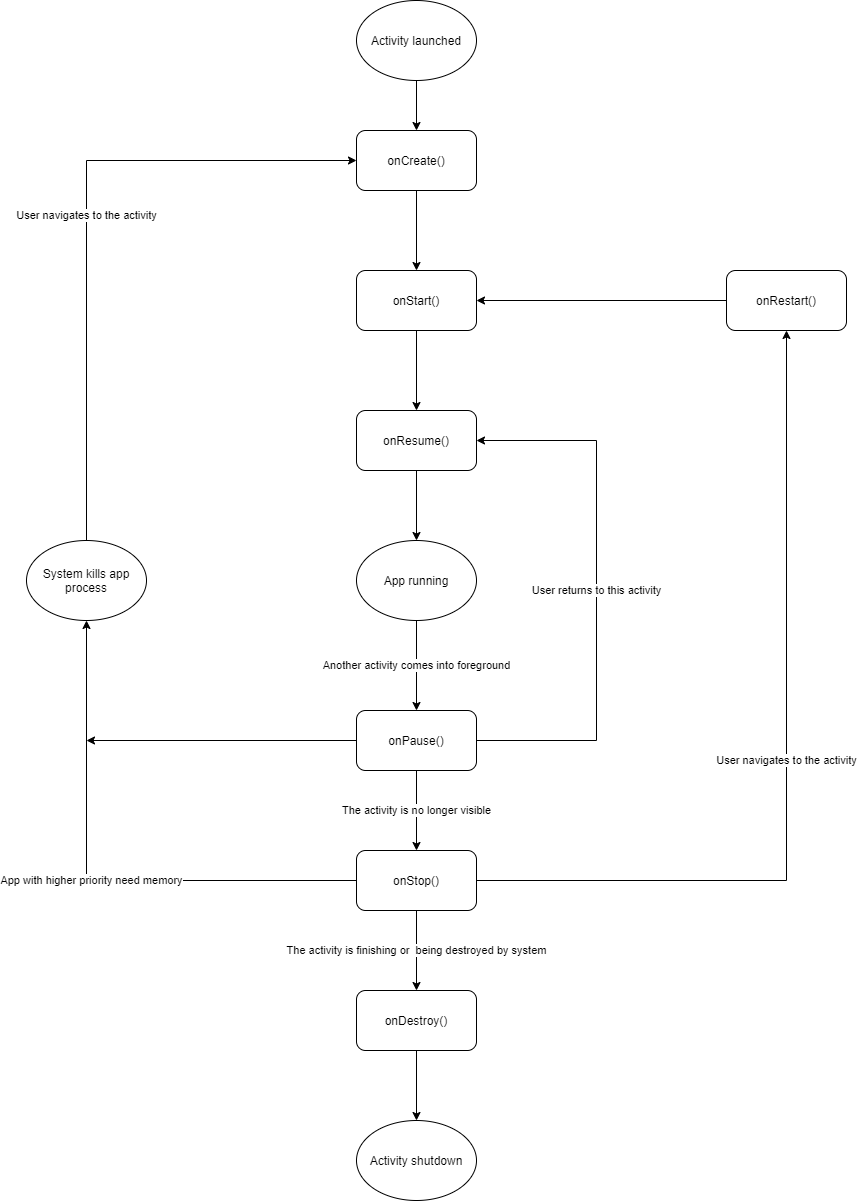 Activity launched
onCreate()
User navigates to the activity
onStart()
onRestart()
onResume()
System kills app
process
App running
User returns to this activity
Another activity comes into foreground
onPause()
User navigates to the activity
The activity is no longer visible
App with higher priority need memory
onStop()
The activity is finishing or  being destroyed by system
onDestroy()
Activity shutdown